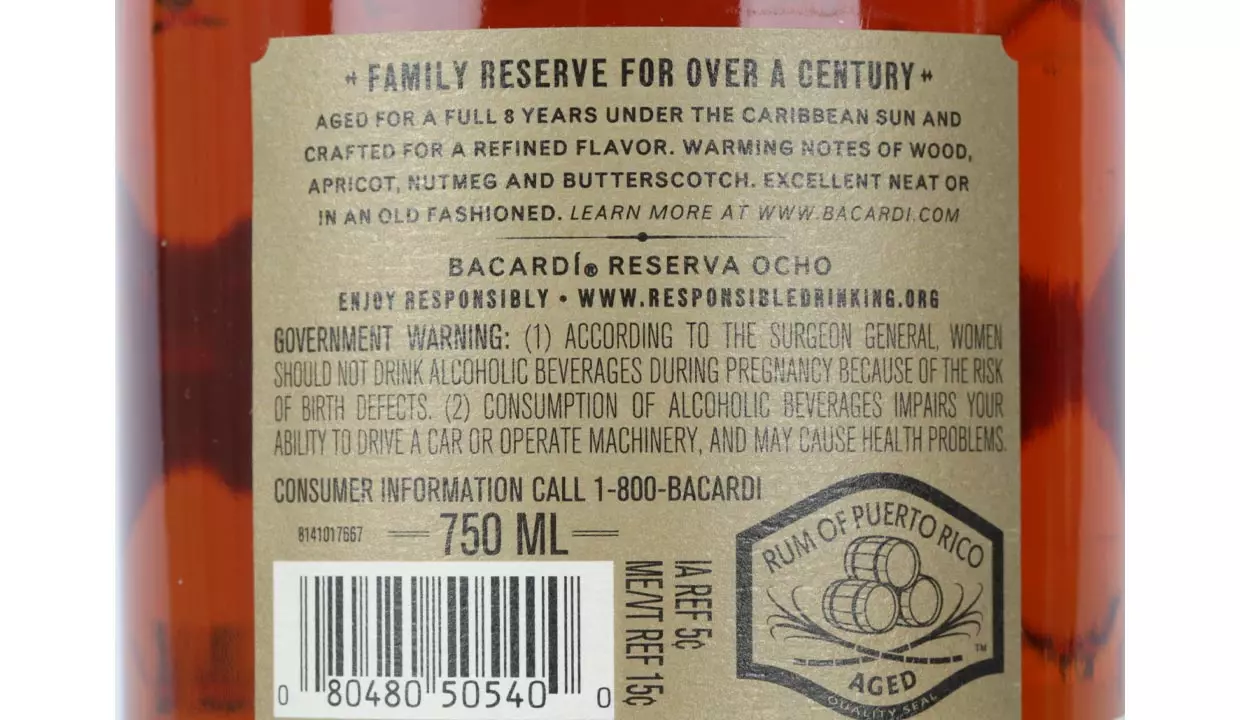 FAMILY RESERVE FOR OVER A CENTURY
AGED FOR A FULL 8 YEARS UNDER THE CARIBBEAN SUN AND
CRAFTED FOR A REFINED FLAVOR. WARMING NOTES OF WOOD,
APRICOT, NUTMEG AND BUTTERSCOTCH. EXCELLENT NEAT OR
IN AN OLD FASHIONED. LEARN MORE AT WWW.BACARDI.COM
BACARDÍ® RESERVA OCHO
ENJOY RESPONSIBLY • WWW.RESPONSIBLEDRINKING.ORG
GOVERNMENT WARNING: (1) ACCORDING TO THE SURGEON GENERAL, WOMEN
SHOULD NOT DRINK ALCOHOLIC BEVERAGES DURING PREGNANCY BECAUSE OF THE RISK
OF BIRTH DEFECTS. (2) CONSUMPTION OF ALCOHOLIC BEVERAGES IMPAIRS YOUR
ABILITY TO DRIVE A CAR OR OPERATE MACHINERY, AND MAY CAUSE HEALTH PROBLEMS.
CONSUMER INFORMATION CALL 1-800-BACARDI
8141017667
750 ML
IA REF 5¢
ME/VT REF 15¢
0 80480 50540 0
RUM OF PUERTO RICO
TM
AGED
QUALITY SEAL